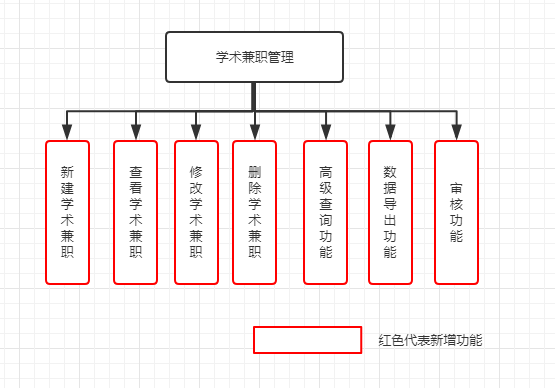 学术兼职管理
新建学术兼职
查看学术兼职
修改学术兼职
删除学术兼职
高级查询功能
数据导出功能
审核功能
红色代表新增功能